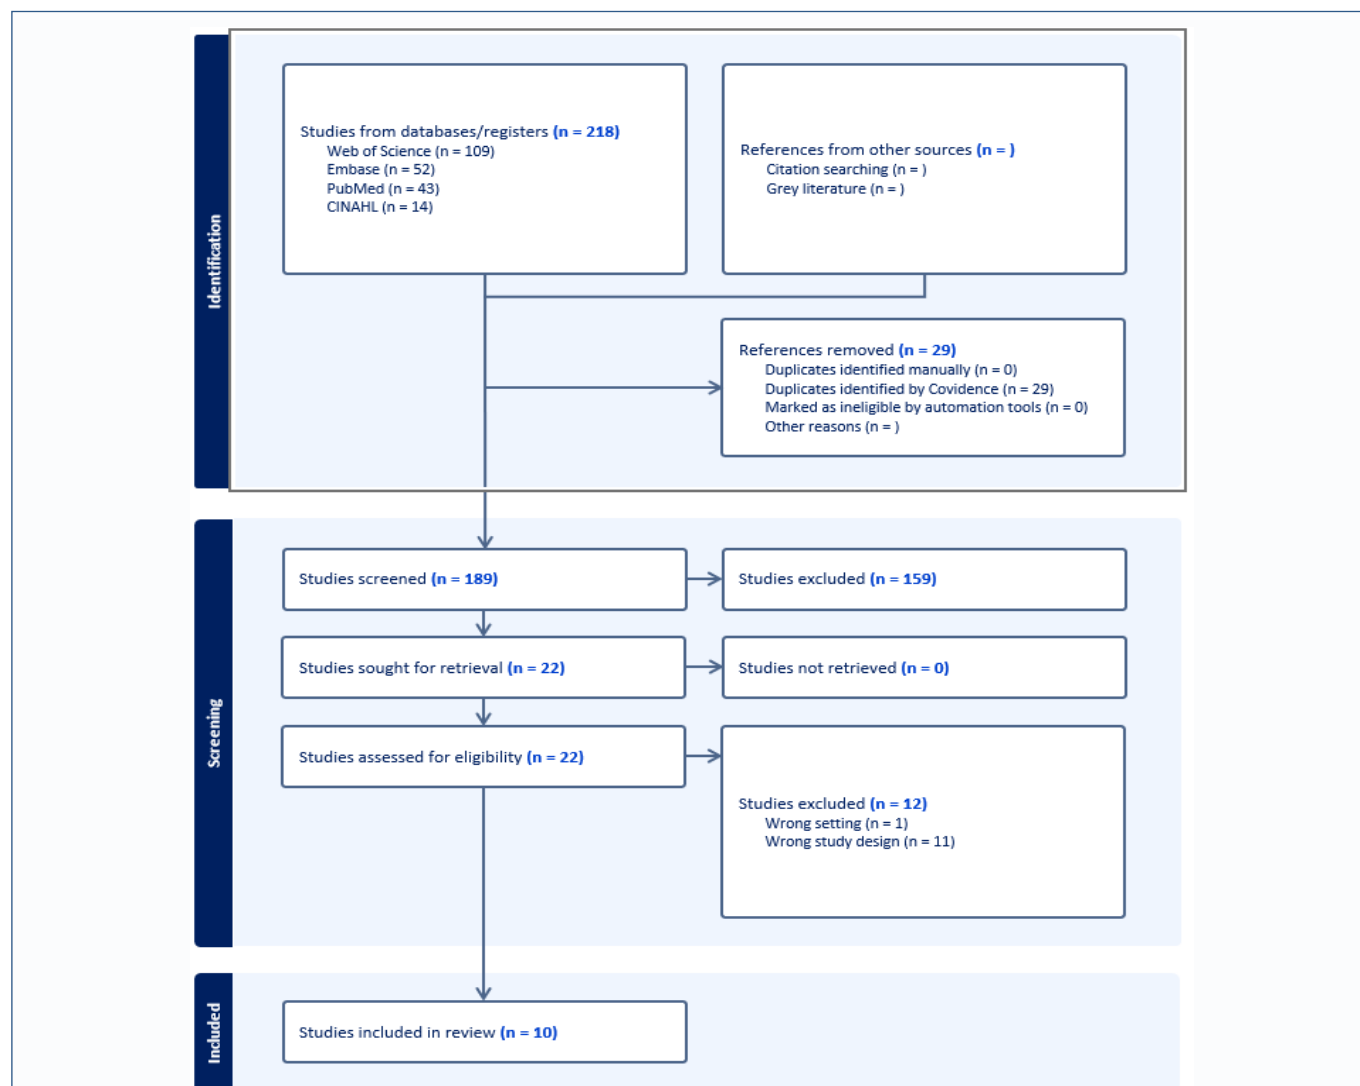 Identification
Studies from databases/registers (n = 218)
Web of Science (n = 109)
Embase (n = 52)
PubMed (n = 43)
CINAHL (n = 14)
References from other sources (n = )
Citation searching (n = )
Grey literature (n = )
References removed (n = 29)
Duplicates identified manually (n = 0)
Duplicates identified by Covidence (n = 29)
Marked as ineligible by automation tools (n = 0)
Other reasons (n = )
Screening
Studies screened (n = 189)
Studies excluded (n = 159)
Studies sought for retrieval (n = 22)
Studies not retrieved (n = 0)
Studies assessed for eligibility (n = 22)
Studies excluded (n = 12)
Wrong setting (n = 1)
Wrong study design (n = 11)
Included
Studies included in review (n = 10)